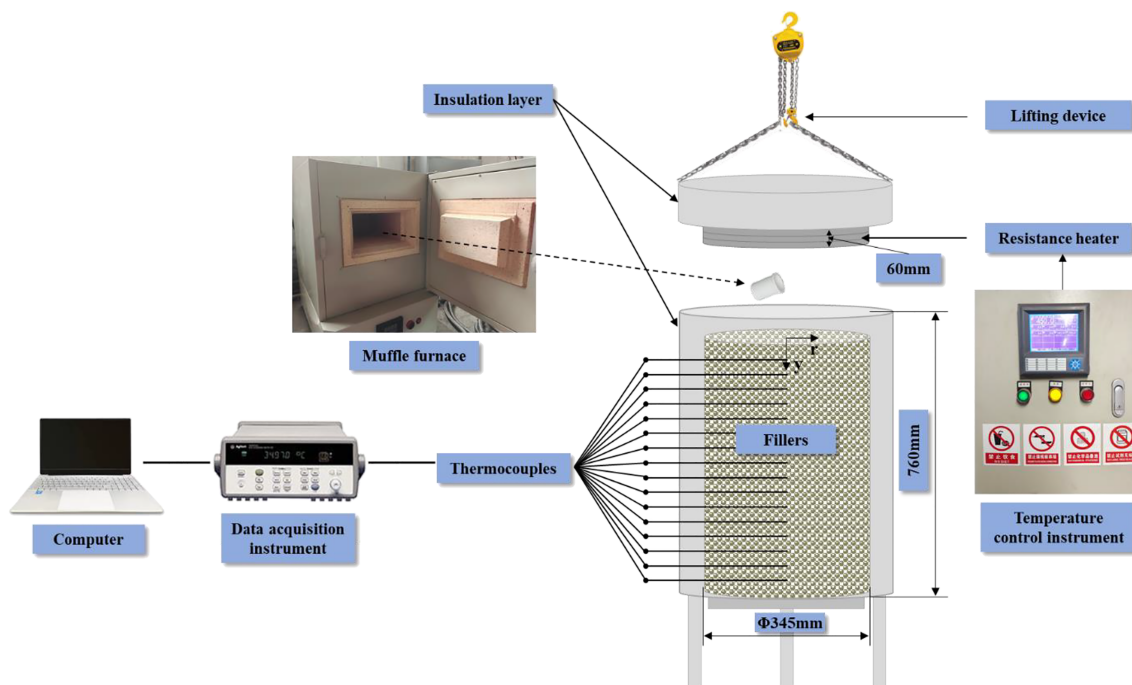 Insulation layer
Lifting device
Resistance heater
60mm
Muffle furnace
r
y
Fillers
760mm
Thermocouples
Computer
Data acquisition
instrument
Temperature
control instrument
Φ345mm